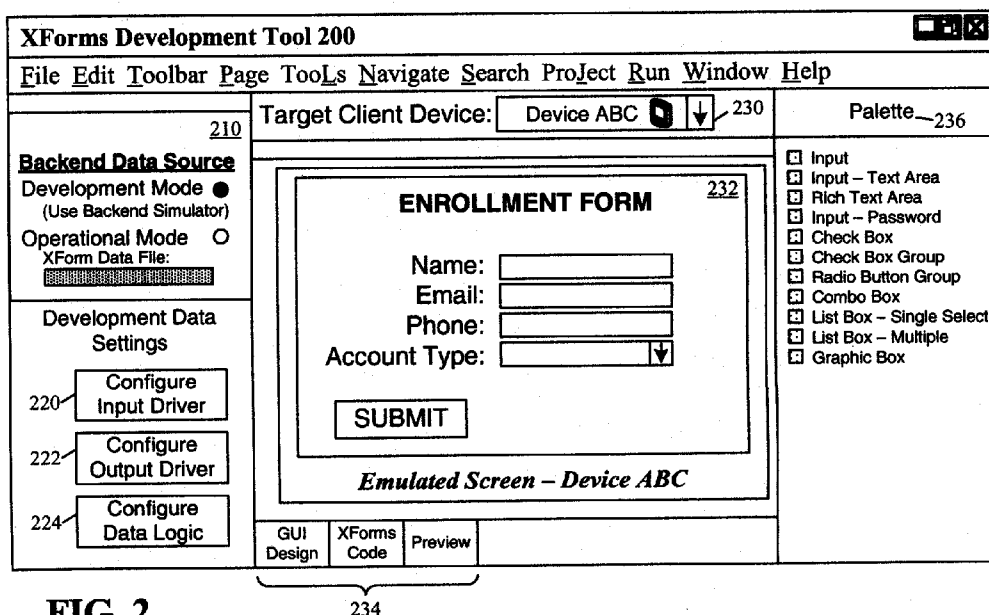 XForms Development Tool 200
File Edit Toolbar Page TooLs Navigate Search ProJect Run Window Help
210
Backend Data Source
Development Mode
(Use Backend Simulator)
Operational Mode
XForm Data File:
Development Data
Settings
220
Configure
Input Driver
222
Configure
Output Driver
224
Configure
Data Logic
Target Client Device: Device ABC 230
232
ENROLLMENT FORM
Name:
Email:
Phone:
Account Type:
SUBMIT
Emulated Screen – Device ABC
GUI
Design
XForms
Code
Preview
234
Palette 236
Input
Input – Text Area
Rich Text Area
Input – Password
Check Box
Check Box Group
Radio Button Group
Combo Box
List Box – Single Select
List Box – Multiple
Graphic Box
FIG. 2